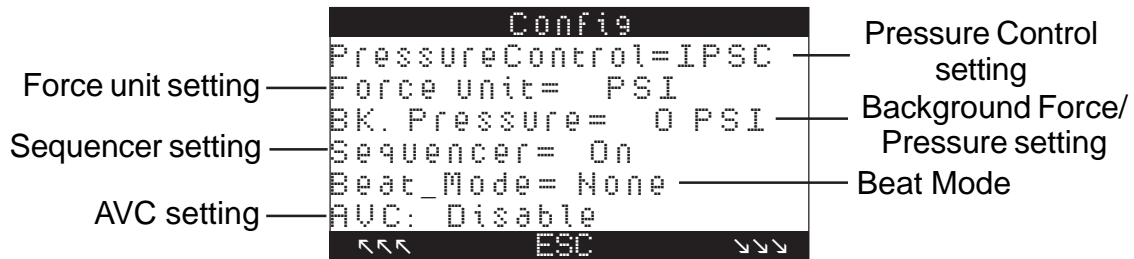 Config
PressureControl=IPSC
Force unit= PSI
BK. Pressure= 0 PSI
Sequencer= On
Beat_Mode= None
AVC: Disable
↖↖↖ ESC ↘↘↘
Force unit setting
Sequencer setting
AVC setting
Pressure Control
setting
Background Force/
Pressure setting
Beat Mode